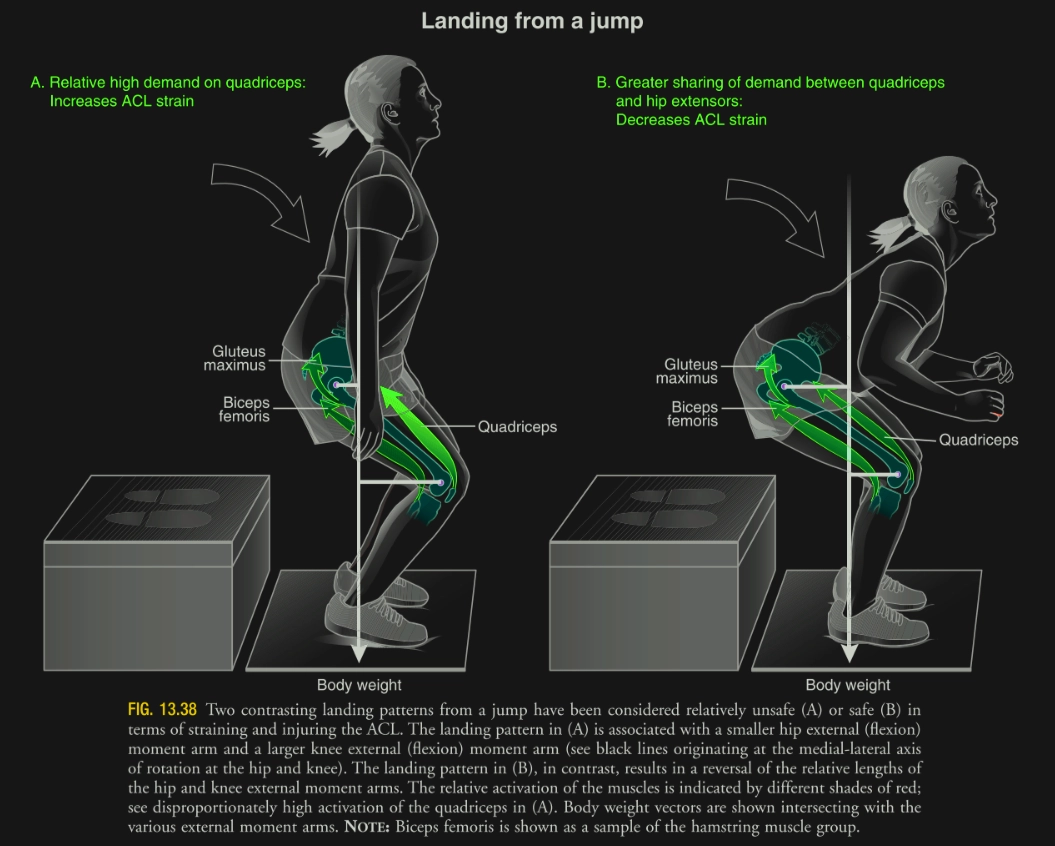 Landing from a jump
A. Relative high demand on quadriceps:
Increases ACL strain
B. Greater sharing of demand between quadriceps
and hip extensors:
Decreases ACL strain
Gluteus
maximus
Biceps
femoris
Quadriceps
Body weight
Gluteus
maximus
Biceps
femoris
Quadriceps
Body weight
FIG. 13.38 Two contrasting landing patterns from a jump have been considered relatively unsafe (A) or safe (B) in
terms of straining and injuring the ACL. The landing pattern in (A) is associated with a smaller hip external (flexion)
moment arm and a larger knee external (flexion) moment arm (see black lines originating at the medial-lateral axis
of rotation at the hip and knee). The landing pattern in (B), in contrast, results in a reversal of the relative lengths of
the hip and knee external moment arms. The relative activation of the muscles is indicated by different shades of red;
see disproportionately high activation of the quadriceps in (A). Body weight vectors are shown intersecting with the
various external moment arms. NOTE: Biceps femoris is shown as a sample of the hamstring muscle group.